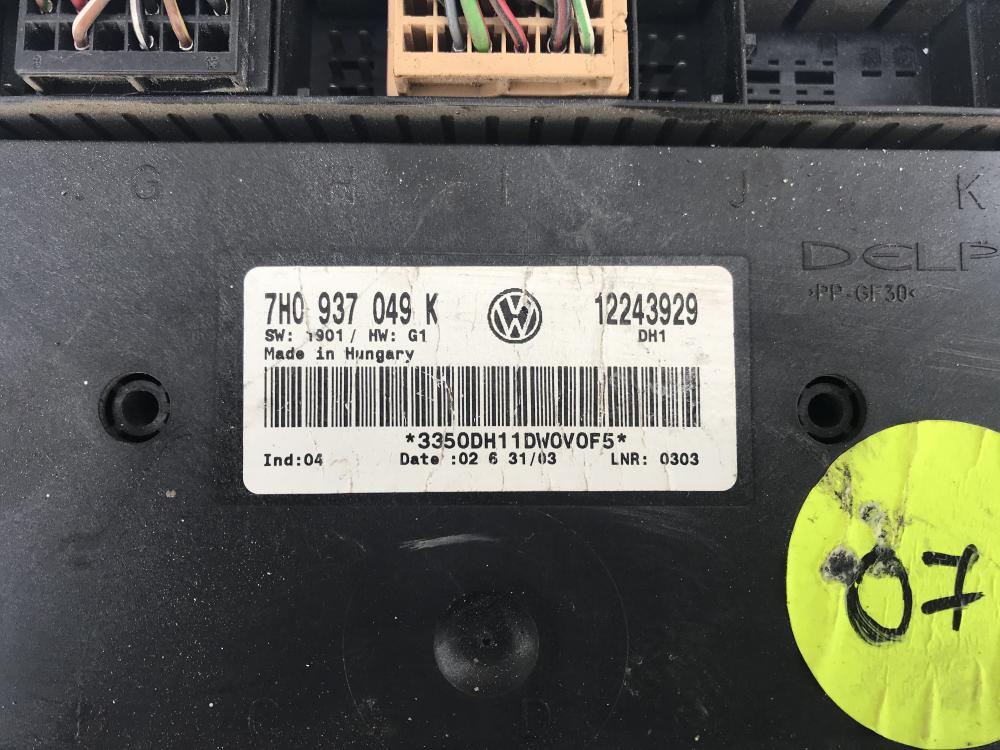 G H I J K
DELP
>PP-GF30<
7H0 937 049 K 12243929
SW: 1901/ HW: G1 DH1
Made in Hungary
*3350DH11DW0V0F5*
Ind:04 Date :02 6 31/03 LNR: 0303
07
C D